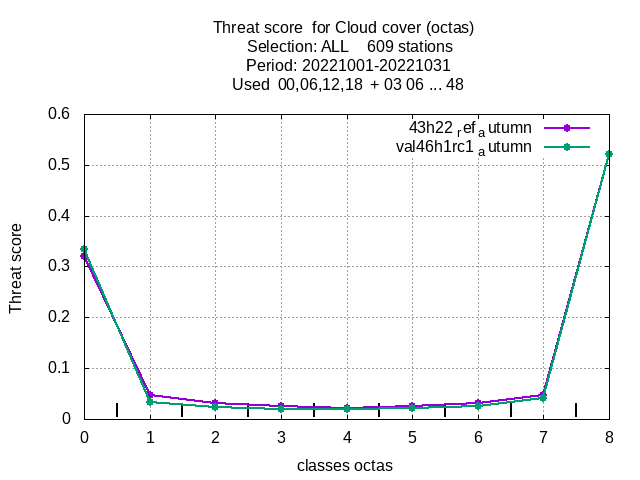 Threat score for Cloud cover (octas)
Selection: ALL 609 stations
Period: 20221001-20221031
Used 00,06,12,18 + 03 06 ... 48
43h22 ref autumn
val46h1rc1 autumn
0.6
0.5
0.4
0.3
0.2
0.1
0
Threat score
0 1 2 3 4 5 6 7 8
classes octas